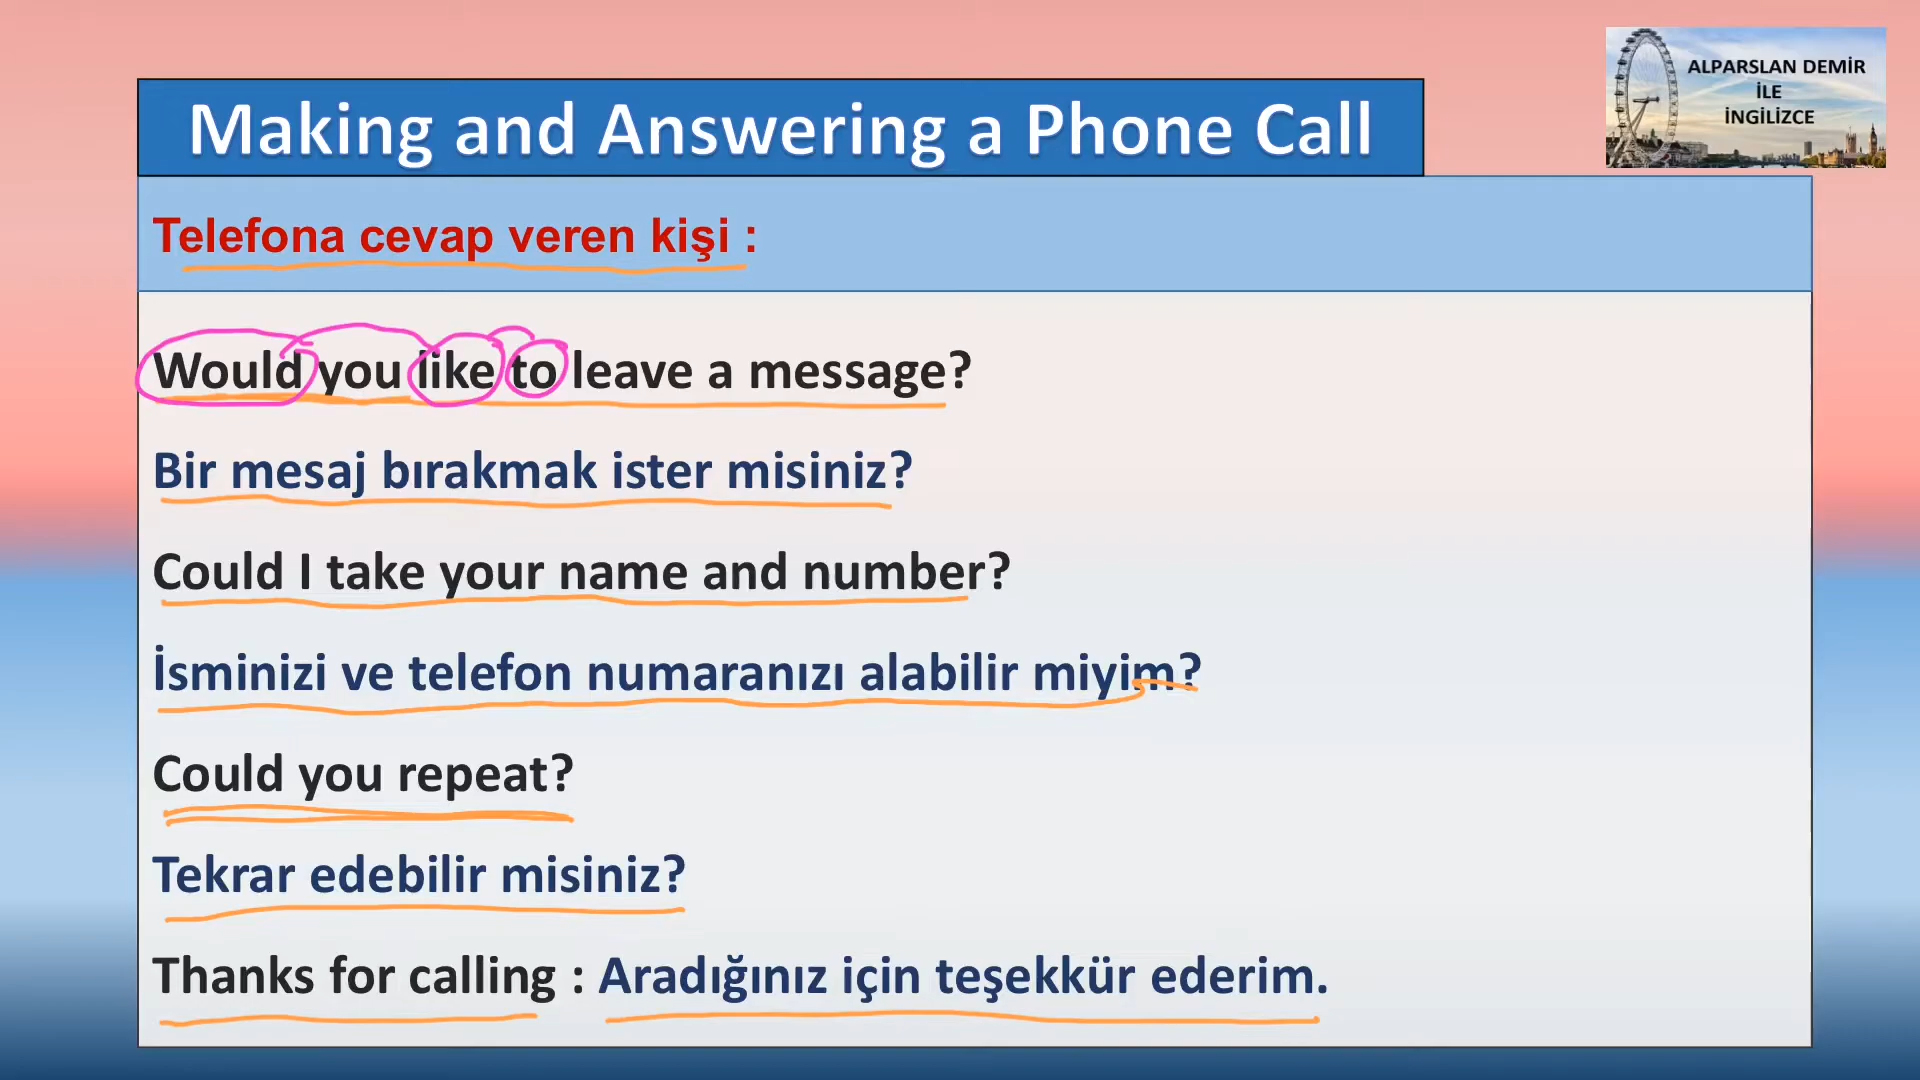 ALPARSLAN DEMİR
İLE
İNGİLİZCE
Making and Answering a Phone Call
Telefona cevap veren kişi :
Would you like to leave a message?
Bir mesaj bırakmak ister misiniz?
Could I take your name and number?
İsminizi ve telefon numaranızı alabilir miyim?
Could you repeat?
Tekrar edebilir misiniz?
Thanks for calling : Aradığınız için teşekkür ederim.